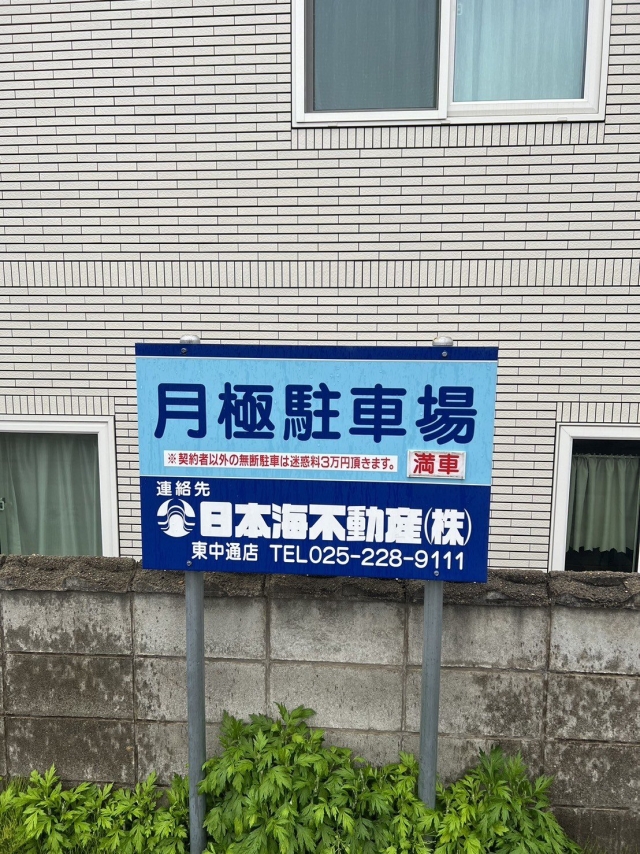 月極駐車場
※契約者以外の無断駐車は迷惑料3万円頂きます。
満車
連絡先
日本海不動産(株)
東中通店 TEL025-228-9111